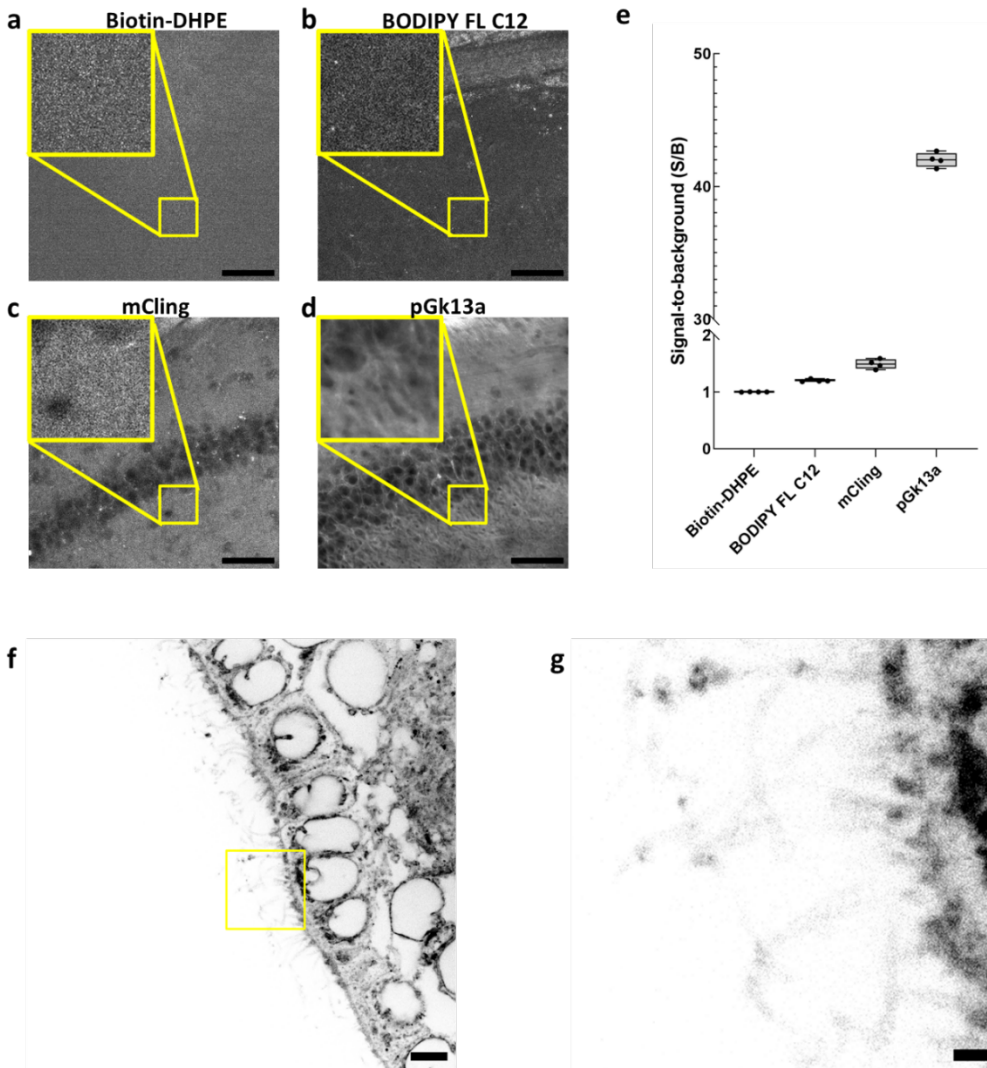 a Biotin-DHPE
b BODIPY FL C12
c mCling
d pGk13a
e
Signal-to-background (S/B)
50
40
30
2
1
0
Biotin-DHPE
BODIPY FL C12
mCling
pGk13a
f
g